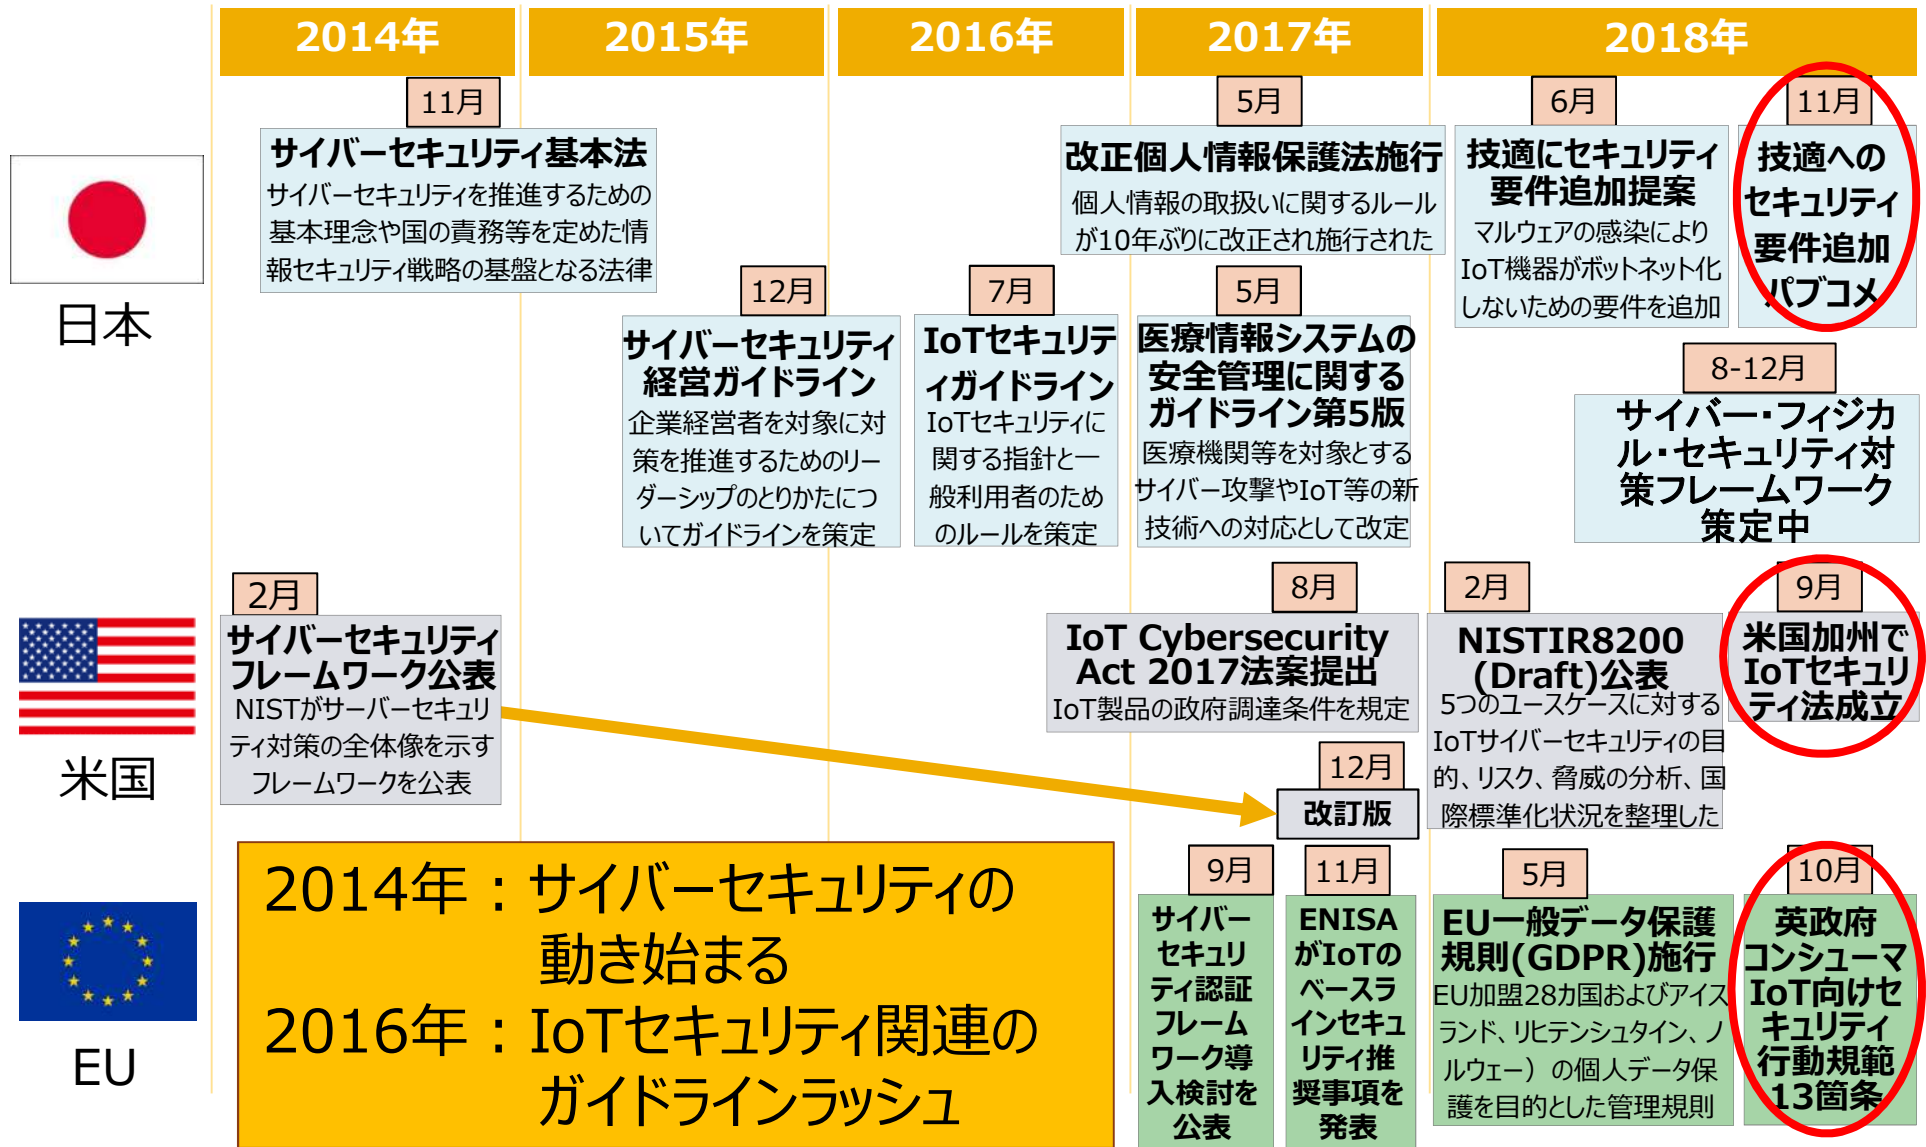 2014年
2015年
2016年
2017年
2018年
日本
11月
サイバーセキュリティ基本法
サイバーセキュリティを推進するための
基本理念や国の責務等を定めた情
報セキュリティ戦略の基盤となる法律
12月
サイバーセキュリティ
経営ガイドライン
企業経営者を対象に対
策を推進するためのリー
ダーシップのとりかたにつ
いてガイドラインを策定
7月
IoTセキュリテ
ィガイドライン
IoTセキュリティに
関する指針と一
般利用者のため
のルールを策定
5月
改正個人情報保護法施行
個人情報の取扱いに関するルール
が10年ぶりに改正され施行された
5月
医療情報システムの
安全管理に関する
ガイドライン第5版
医療機関等を対象とする
サイバー攻撃やIoT等の新
技術への対応として改定
6月
技適にセキュリティ
要件追加提案
マルウェアの感染により
IoT機器がボットネット化
しないための要件を追加
11月
技適への
セキュリティ
要件追加
パブコメ
8-12月
サイバー・フィジカ
ル・セキュリティ対
策フレームワーク
策定中
米国
2月
サイバーセキュリティ
フレームワーク公表
NISTがサーバーセキュリ
ティ対策の全体像を示す
フレームワークを公表
8月
IoT Cybersecurity
Act 2017法案提出
IoT製品の政府調達条件を規定
12月
改訂版
2月
NISTIR8200
(Draft)公表
5つのユースケースに対する
IoTサイバーセキュリティの目
的、リスク、脅威の分析、国
際標準化状況を整理した
9月
米国加州で
IoTセキュリ
ティ法成立
EU
2014年：サイバーセキュリティの
動き始まる
2016年：IoTセキュリティ関連の
ガイドラインラッシュ
9月
サイバー
セキュリ
ティ認証
フレーム
ワーク導
入検討を
公表
11月
ENISA
がIoTの
ベースラ
インセキュ
リティ推
奨事項を
発表
5月
EU一般データ保護
規則(GDPR)施行
EU加盟28カ国およびアイス
ランド、リヒテンシュタイン、ノ
ルウェー）の個人データ保
護を目的とした管理規則
10月
英政府
コンシューマ
IoT向けセ
キュリティ
行動規範
13箇条